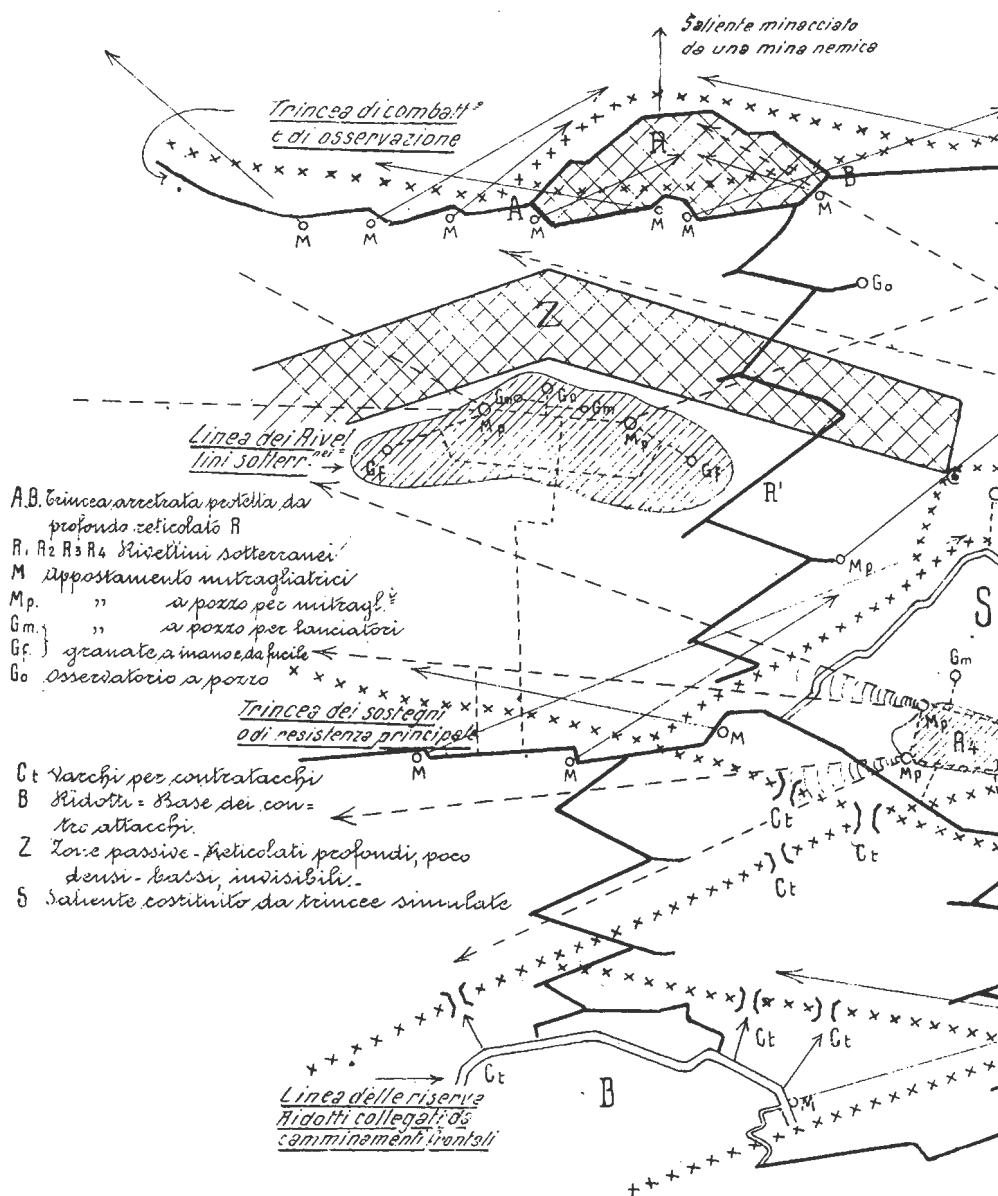 Saliente minacciato
da una mina nemica
Trincea di combatt.e
e di osservazione
R
B
A
M
M
M
M
M
M
M
Go
Z
Go
Gm
Gm
Mp
Mp
Linea dei Rivel=
lini sotterr.nei
Gf
Gf
R'
A.B. Trincea arretrata protetta da
profondo reticolato R
R1 R2 R3 R4 Rivellini sotterranei
M Appostamento mitragliatrici
Mp. " a pozzo per mitragl.
Gm. " a pozzo per lanciatori
Gf. granate a mano e da fucile
Go Osservatorio a pozzo
Mp
S
Gm
Trincea dei sostegni
o di resistenza principale
Mp
R4
Mp
M
M
M
Ct Varchi per contratacchi
B Ridotti = Base dei con=
tro attacchi.
Z Zone passive - Reticolati profondi, poco
densi - bassi, invisibili.-
S Saliente costituito da trincee simulate
Ct
Ct
Ct
Ct
Ct
Ct
B
M
Linea delle riserve
Ridotti collegati da
camminamenti frontali